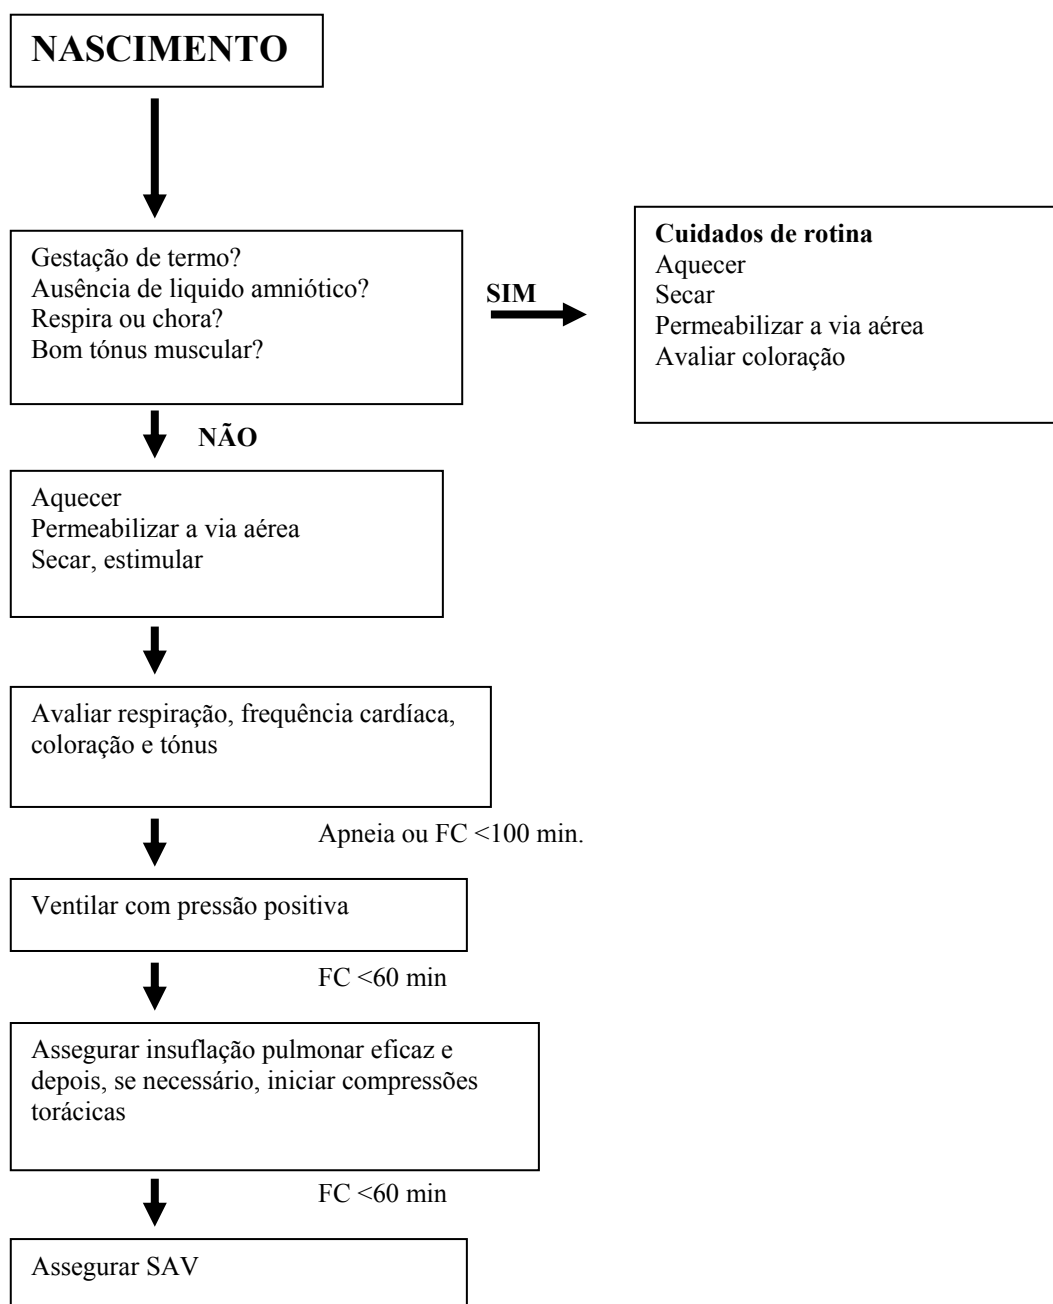 NASCIMENTO
Gestação de termo?
Ausência de liquido amniótico?
Respira ou chora?
Bom tónus muscular?
SIM
Cuidados de rotina
Aquecer
Secar
Permeabilizar a via aérea
Avaliar coloração
NÃO
Aquecer
Permeabilizar a via aérea
Secar, estimular
Avaliar respiração, frequência cardíaca,
coloração e tónus
Apneia ou FC <100 min.
Ventilar com pressão positiva
FC <60 min
Assegurar insuflação pulmonar eficaz e
depois, se necessário, iniciar compressões
torácicas
FC <60 min
Assegurar SAV